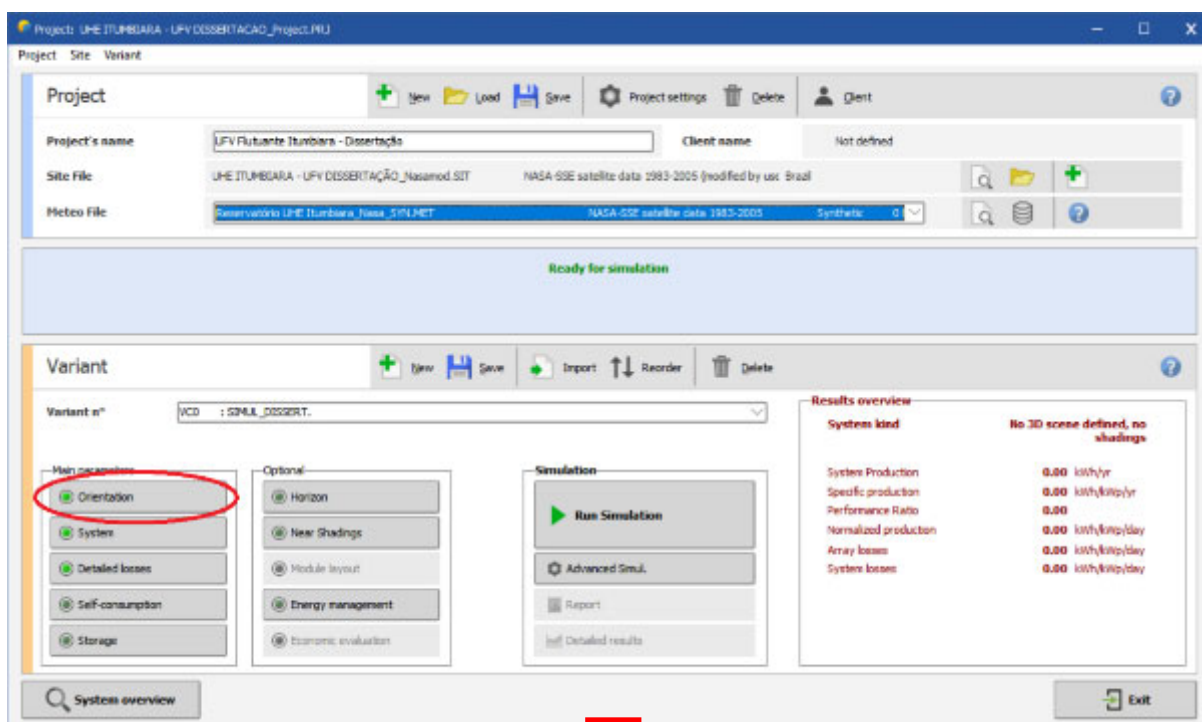 Project: UHE ITUMBIARA - UFV DISSERTACAO_Project.PRJ
Project Site Variant
Project New Load Save Project settings Delete Client
Project's name UFV Flutuante Itumbiara - Dissertação Client name Not defined
Site File UHE ITUMBIARA - UFV DISSERTAÇÃO_Nasamod.SIT NASA-SSE satellite data 1983-2005 (modified by usc Brazil
Meteo File Reservatório UHE Itumbiara_Nasa_SYN.MET NASA-SSE satellite data 1983-2005 Synthetic 0
Ready for simulation
Variant New Save Import Reorder Delete
Variant n° VC0 : SIMUL_DISSERT.
Results overview
System kind No 3D scene defined, no
shadings
Main parameters Optional Simulation
Orientation Horizon Run Simulation
System Near Shadings
Detailed losses Module layout Advanced Simul.
Self-consumption Energy management Report
Storage Economic evaluation Detailed results
System Production 0.00 kWh/yr
Specific production 0.00 kWh/kWp/yr
Performance Ratio 0.00
Normalized production 0.00 kWh/kWp/day
Array losses 0.00 kWh/kWp/day
System losses 0.00 kWh/kWp/day
System overview Exit